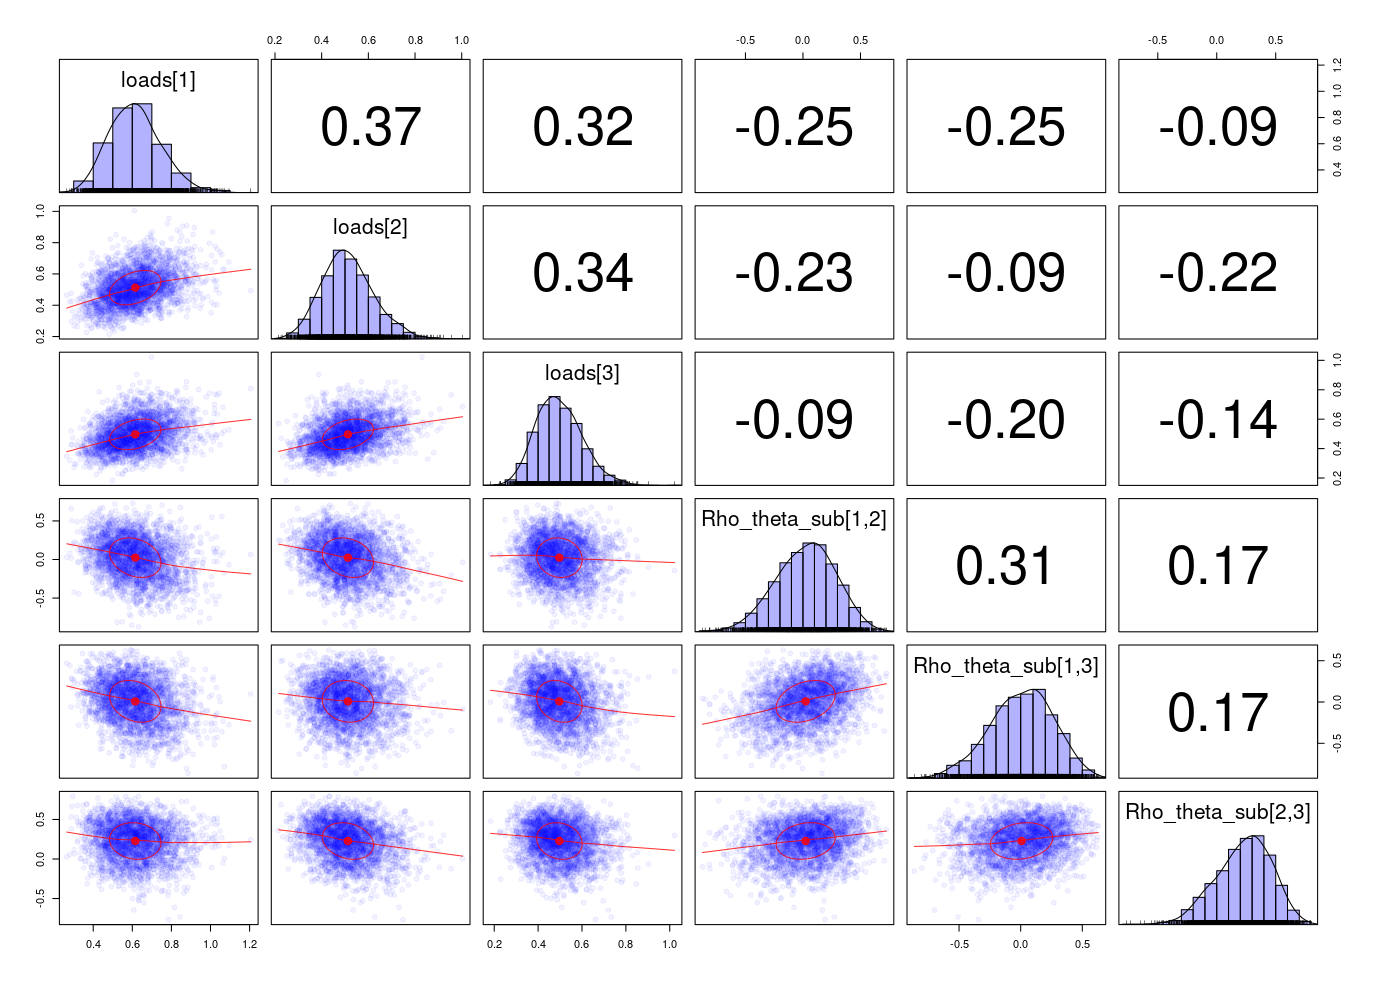 0.2 0.4 0.6 0.8 1.0 -0.5 0.0 0.5 -0.5 0.0 0.5
loads[1] 0.37 0.32 -0.25 -0.25 -0.09
0.4 0.6 0.8 1.0 1.2
0.2 0.4 0.6 0.8 1.0
loads[2] 0.34 -0.23 -0.09 -0.22
loads[3] -0.09 -0.20 -0.14
0.2 0.4 0.6 0.8 1.0
-0.5 0.0 0.5
Rho_theta_sub[1,2] 0.31 0.17
Rho_theta_sub[1,3] 0.17
-0.5 0.0 0.5
-0.5 0.0 0.5
Rho_theta_sub[2,3]
0.4 0.6 0.8 1.0 1.2 0.2 0.4 0.6 0.8 1.0 -0.5 0.0 0.5